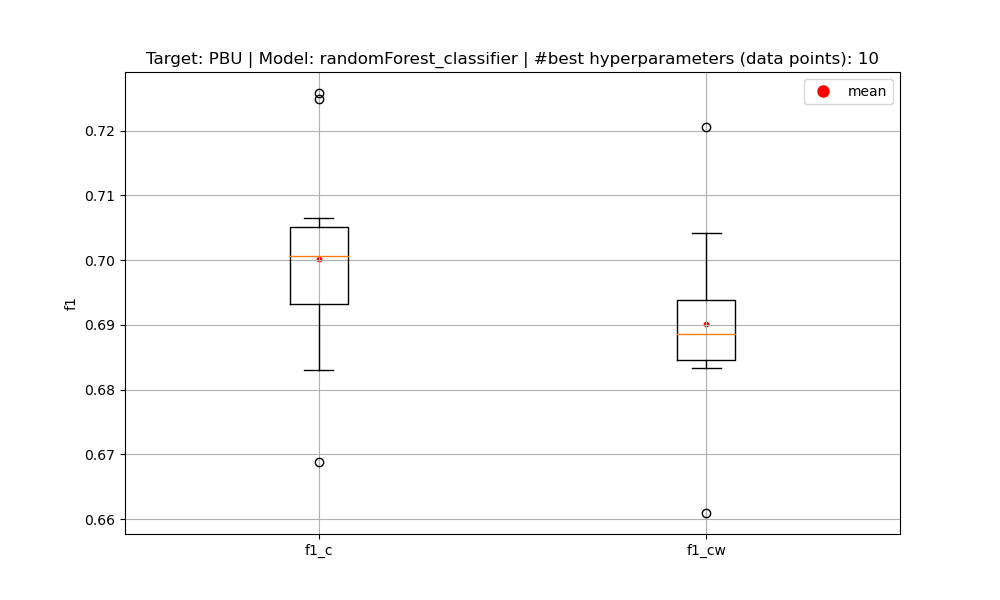 Target: PBU | Model: randomForest_classifier | #best hyperparameters (data points): 10
mean
0.72
0.71
0.70
0.69
0.68
0.67
0.66
f1
f1_c
f1_cw